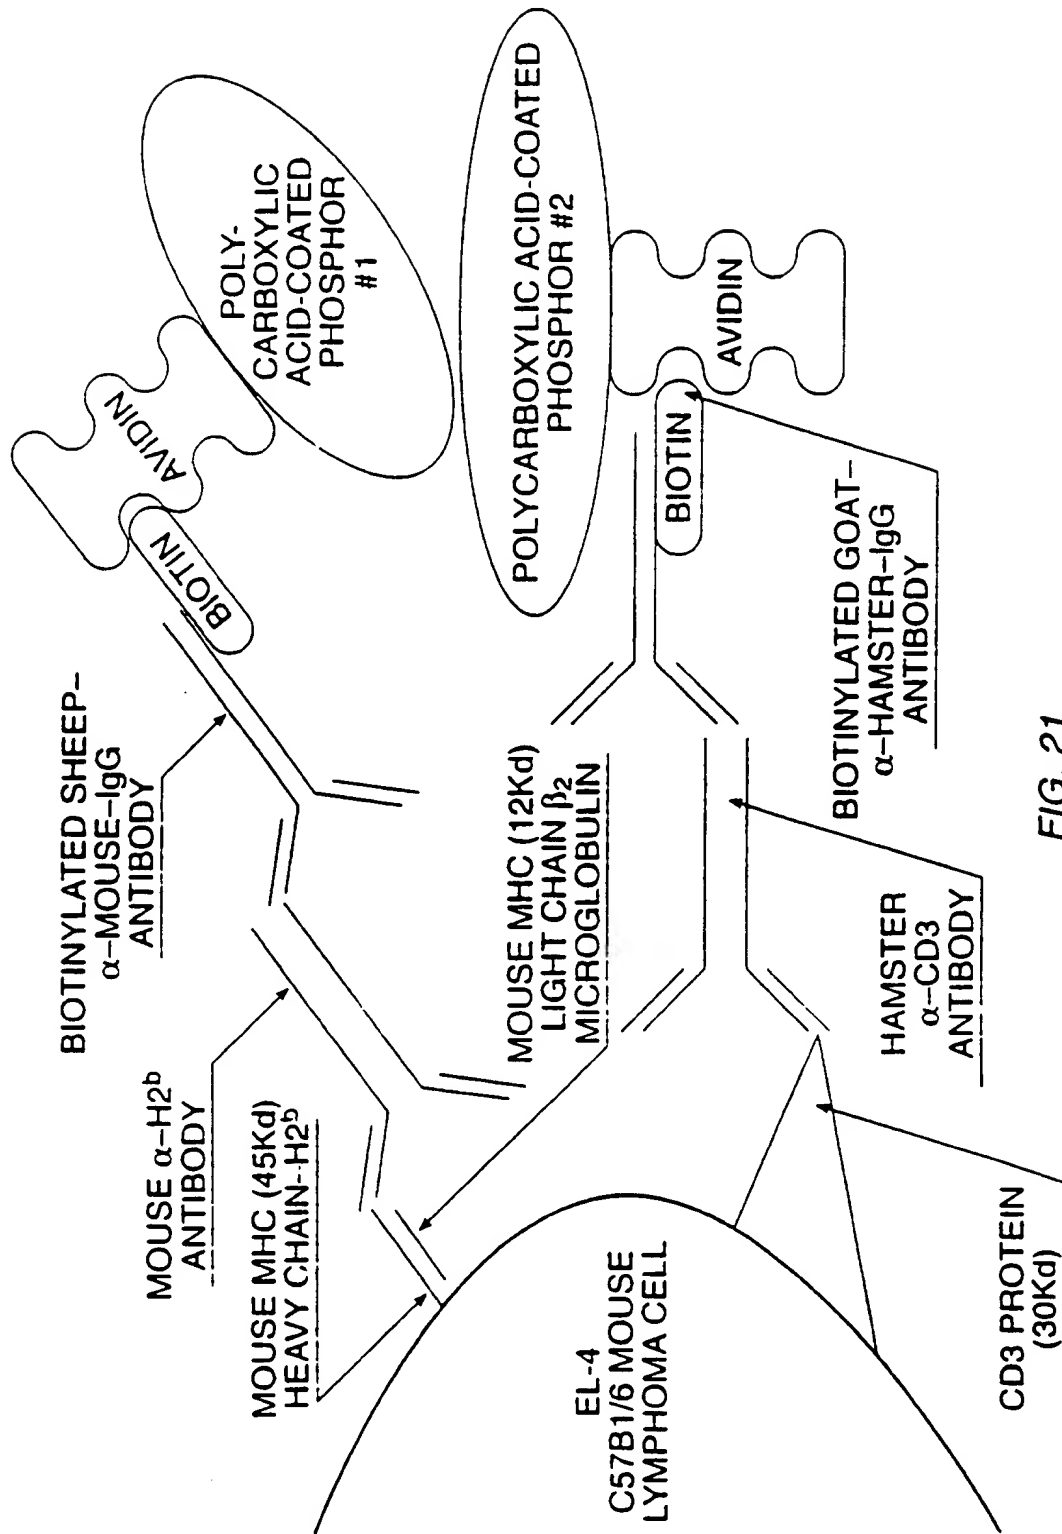 BIOTINYLATED SHEEP–
α–MOUSE–IgG
ANTIBODY
MOUSE α–H2ᵇ
ANTIBODY
MOUSE MHC (45Kd)
HEAVY CHAIN--H2ᵇ
BIOTIN
AVIDIN
POLY-
CARBOXYLIC
ACID-COATED
PHOSPHOR
#1
POLYCARBOXYLIC ACID-COATED
PHOSPHOR #2
MOUSE MHC (12Kd)
LIGHT CHAIN β₂
MICROGLOBULIN
EL-4
C57B1/6 MOUSE
LYMPHOMA CELL
BIOTIN
AVIDIN
BIOTINYLATED GOAT–
α–HAMSTER–IgG
ANTIBODY
HAMSTER
α–CD3
ANTIBODY
CD3 PROTEIN
(30Kd)
FIG. 21